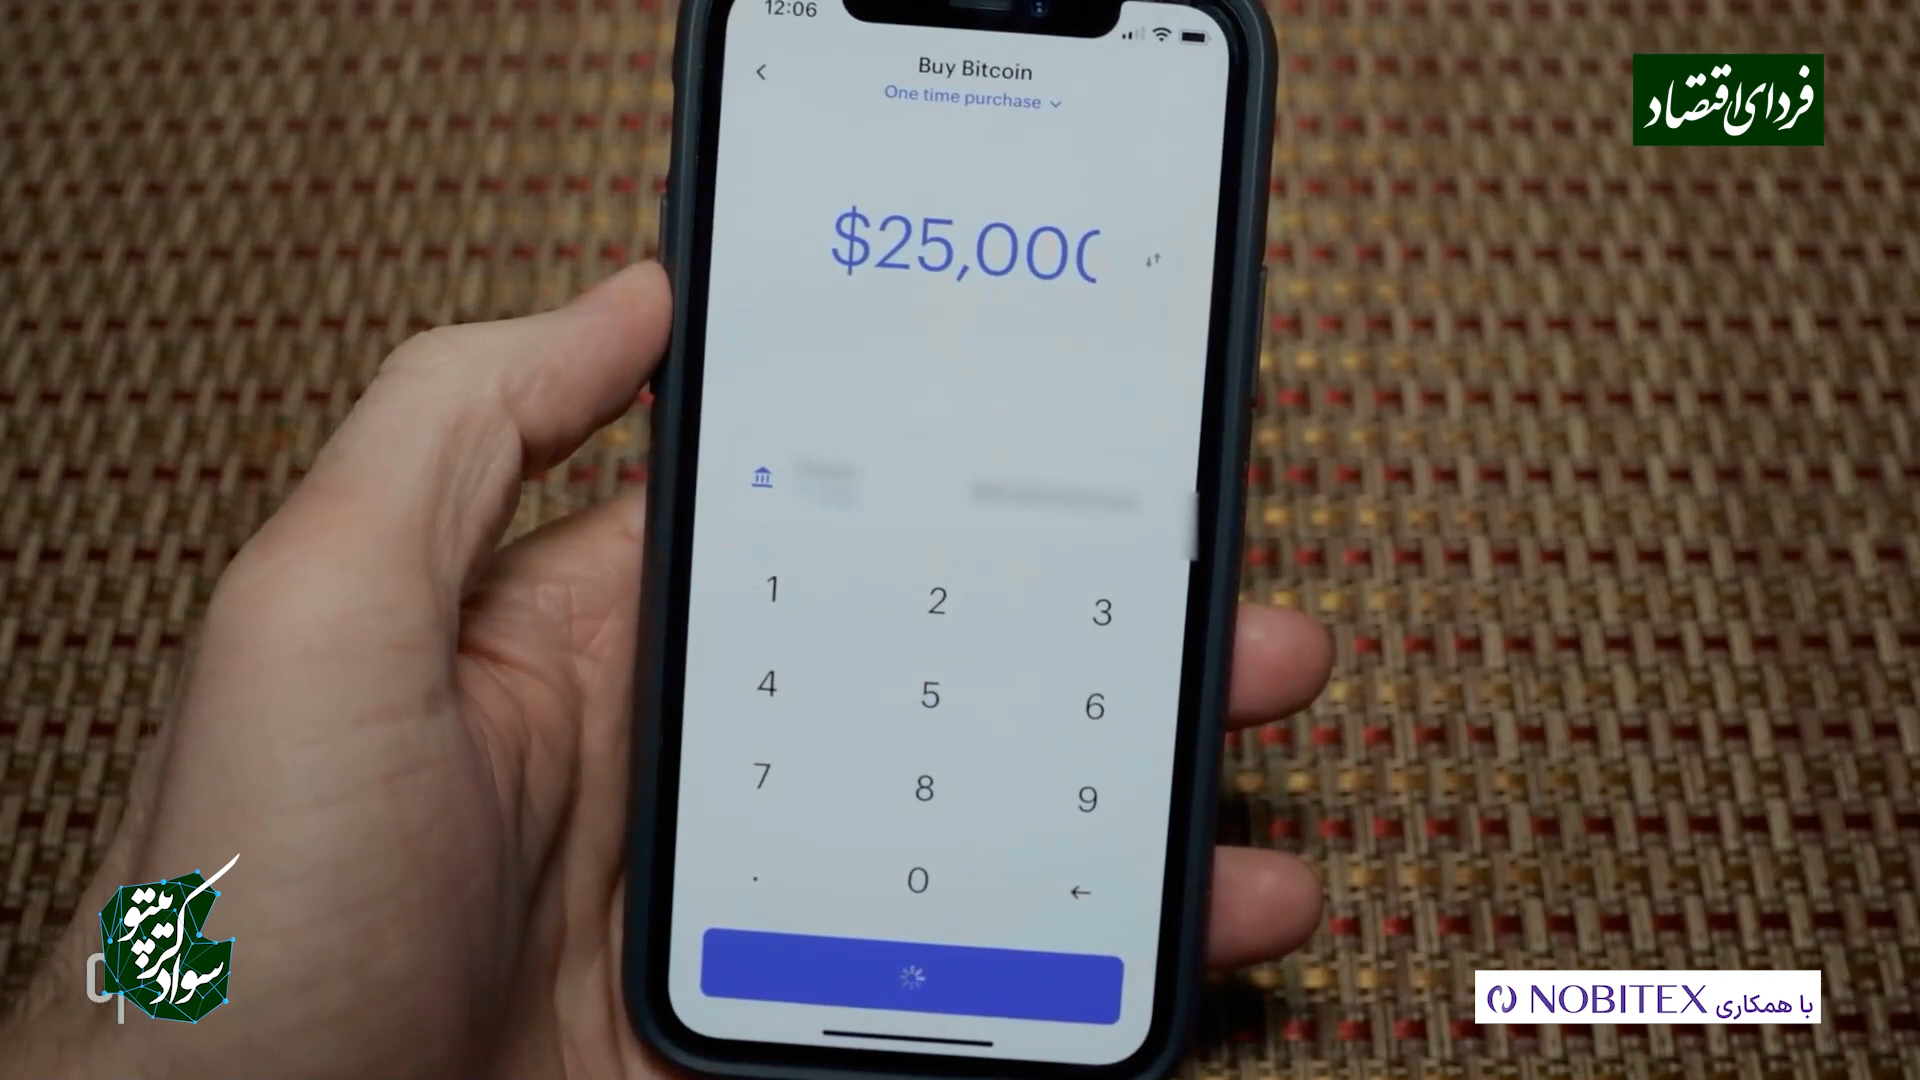 12:06
Buy Bitcoin
One time purchase
$25,000
1 2 3
4 5 6
7 8 9
. 0 ←
فردای اقتصاد
سواد کریپتو
با همکاری NOBITEX